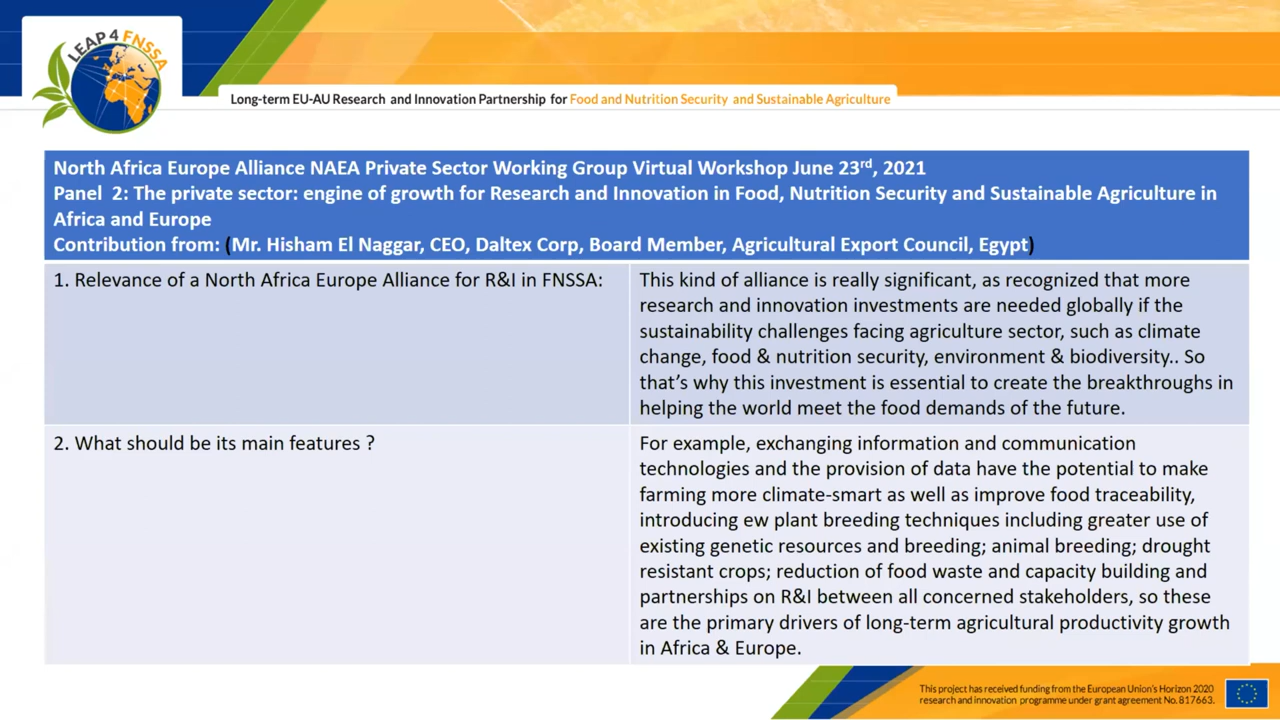 LEAP 4 FNSSA
Long-term EU-AU Research and Innovation Partnership for Food and Nutrition Security and Sustainable Agriculture
North Africa Europe Alliance NAEA Private Sector Working Group Virtual Workshop June 23rd, 2021
Panel 2: The private sector: engine of growth for Research and Innovation in Food, Nutrition Security and Sustainable Agriculture in
Africa and Europe
Contribution from: (Mr. Hisham El Naggar, CEO, Daltex Corp, Board Member, Agricultural Export Council, Egypt)
1. Relevance of a North Africa Europe Alliance for R&I in FNSSA:
This kind of alliance is really significant, as recognized that more
research and innovation investments are needed globally if the
sustainability challenges facing agriculture sector, such as climate
change, food & nutrition security, environment & biodiversity.. So
that's why this investment is essential to create the breakthroughs in
helping the world meet the food demands of the future.
2. What should be its main features ?
For example, exchanging information and communication
technologies and the provision of data have the potential to make
farming more climate-smart as well as improve food traceability,
introducing ew plant breeding techniques including greater use of
existing genetic resources and breeding; animal breeding; drought
resistant crops; reduction of food waste and capacity building and
partnerships on R&I between all concerned stakeholders, so these
are the primary drivers of long-term agricultural productivity growth
in Africa & Europe.
This project has received funding from the European Union's Horizon 2020
research and innovation programme under grant agreement No. 817663.